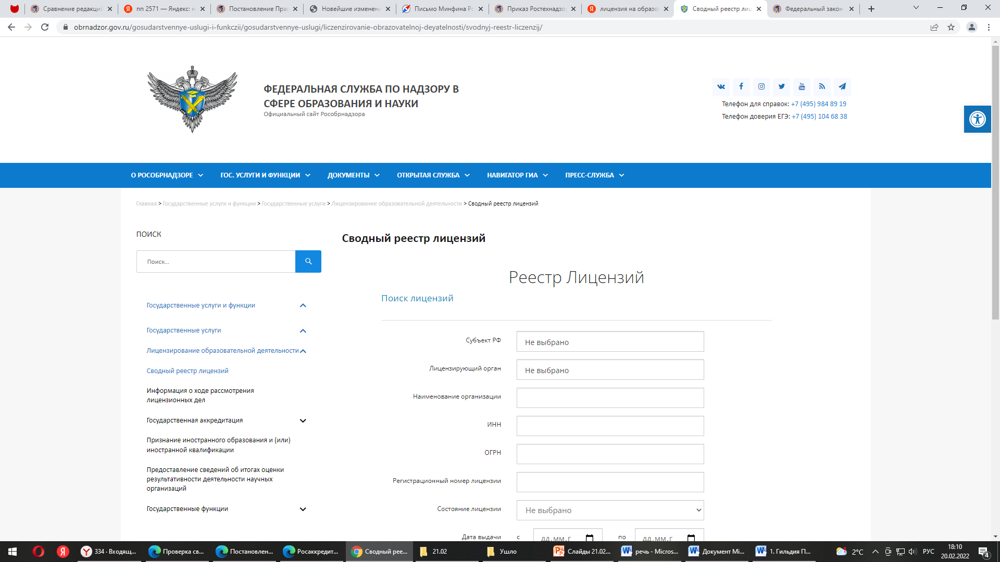 Сравнение редакций
пп 2571 — Яндекс: н
Постановление Пра
Новейшие изменени
Письмо Минфина Ро
Приказ Ростехнадзо
лицензия на образо
Сводный реестр лиц
Федеральный закон
obrnadzor.gov.ru/gosudarstvennye-uslugi-i-funkczii/gosudarstvennye-uslugi/liczenzirovanie-obrazovatelnoj-deyatelnosti/svodnyj-reestr-liczenzij/
ФЕДЕРАЛЬНАЯ СЛУЖБА ПО НАДЗОРУ В
СФЕРЕ ОБРАЗОВАНИЯ И НАУКИ
Официальный сайт Рособрнадзора
Телефон для справок: +7 (495) 984 89 19
Телефон доверия ЕГЭ: +7 (495) 104 68 38
О РОСОБРНАДЗОРЕ ГОС. УСЛУГИ И ФУНКЦИИ ДОКУМЕНТЫ ОТКРЫТАЯ СЛУЖБА НАВИГАТОР ГИА ПРЕСС-СЛУЖБА
Главная > Государственные услуги и функции > Государственные услуги > Лицензирование образовательной деятельности > Сводный реестр лицензий
ПОИСК
Поиск...
Государственные услуги и функции
Государственные услуги
Лицензирование образовательной деятельности
Сводный реестр лицензий
Информация о ходе рассмотрения
лицензионных дел
Государственная аккредитация
Признание иностранного образования и (или)
иностранной квалификации
Предоставление сведений об итогах оценки
результативности деятельности научных
организаций
Государственные функции
Сводный реестр лицензий
Реестр Лицензий
Поиск лицензий
Субъект РФ Не выбрано
Лицензирующий орган Не выбрано
Наименование организации
ИНН
ОГРН
Регистрационный номер лицензии
Состояние лицензии Не выбрано
Дата выдачи с дд.мм.г по дд.мм.г
334 · Входящ...
Проверка св...
Постановлен...
Росаккредит...
Сводный рее...
21.02
Ушло
Слайды 21.02...
речь - Micros...
Документ Mi...
1. Гильдия П...
2°C
РУС
18:10
20.02.2022
4